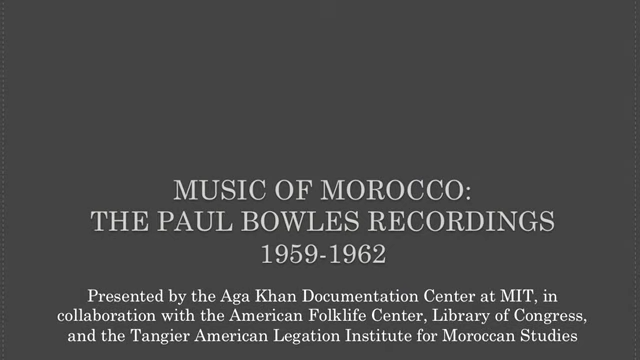 MUSIC OF MOROCCO:
THE PAUL BOWLES RECORDINGS
1959-1962
Presented by the Aga Khan Documentation Center at MIT, in
collaboration with the American Folklife Center, Library of Congress,
and the Tangier American Legation Institute for Moroccan Studies